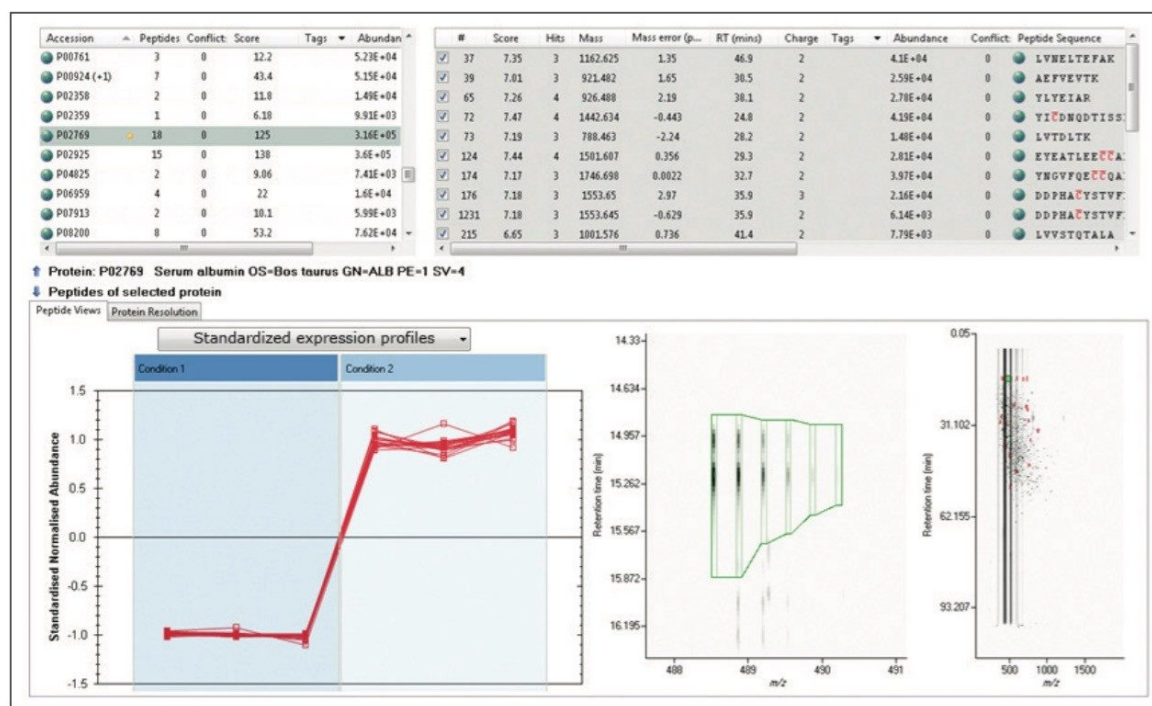 Accession Peptides Conflict: Score Tags Abundan
P00761 3 0 12.2 5.23E+04
P00924 (+1) 7 0 43.4 5.15E+04
P02358 2 0 11.8 1.49E+04
P02359 1 0 6.18 9.91E+03
P02769 18 0 125 3.16E+05
P02925 15 0 138 3.6E+05
P04825 2 0 9.06 7.41E+03
P06959 4 0 22 1.6E+04
P07913 2 0 10.1 5.99E+03
P08200 8 0 53.2 7.62E+04
# Score Hits Mass Mass error (p... RT (mins) Charge Tags Abundance Conflict: Peptide Sequence
37 7.35 3 1162.625 1.35 46.9 2 4.1E+04 0 LVNELTEFAK
39 7.01 3 921.482 1.65 30.5 2 2.59E+04 0 AEFVEVTK
65 7.26 4 926.488 2.19 38.1 2 2.78E+04 0 YLYEIAR
72 7.47 4 1442.634 -0.443 24.8 2 4.19E+04 0 YICDNQDTISS
73 7.19 3 788.463 -2.24 28.2 2 1.48E+04 0 LVTDLTK
124 7.44 4 1501.607 0.356 29.3 2 2.81E+04 0 EYEATLEECCA
174 7.17 3 1746.698 0.0022 32.7 2 3.97E+04 0 YNGVFQECCQA
176 7.18 3 1553.65 2.97 35.9 3 2.16E+04 0 DDPHACYSTVF
1231 7.18 3 1553.645 -0.629 35.9 2 6.14E+03 0 DDPHACYSTVF
215 6.65 3 1001.576 0.736 41.4 2 7.79E+03 0 LVVSTQTALA
Protein: P02769 Serum albumin OS=Bos taurus GN=ALB PE=1 SV=4
Peptides of selected protein
Peptide Views Protein Resolution
Standardized expression profiles
Condition 1 Condition 2
Standardised Normalised Abundance
1.5
1.0
0.5
0.0
-0.5
-1.0
-1.5
Retention time [min]
14.33
14.634
14.957
15.262
15.567
15.872
16.195
488 489 490 491
m/z
Retention time [min]
0.05
31.102
62.155
93.207
500 1000 1500
m/z